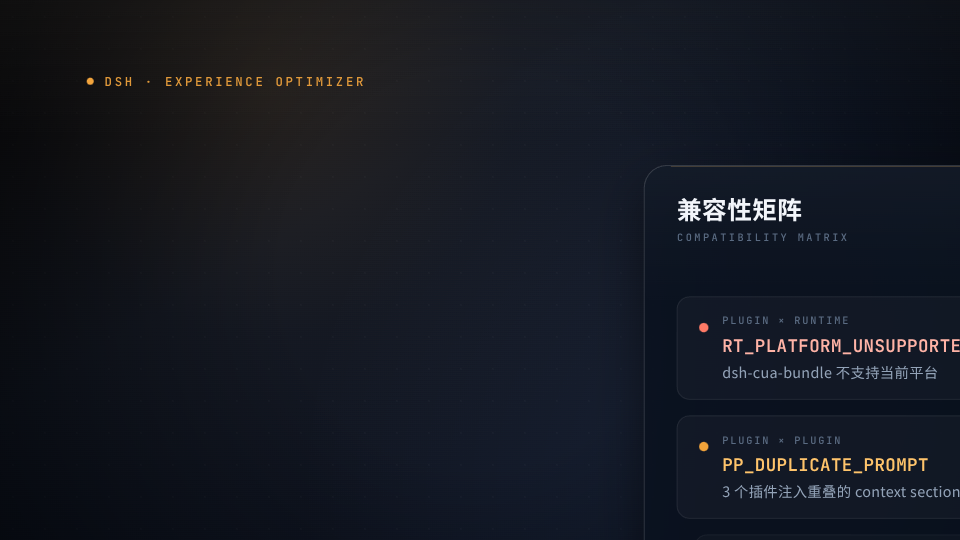 DSH · EXPERIENCE OPTIMIZER
兼容性矩阵
COMPATIBILITY MATRIX
PLUGIN × RUNTIME
RT_PLATFORM_UNSUPPORTE
dsh-cua-bundle 不支持当前平台
PLUGIN × PLUGIN
PP_DUPLICATE_PROMPT
3 个插件注入重叠的 context section